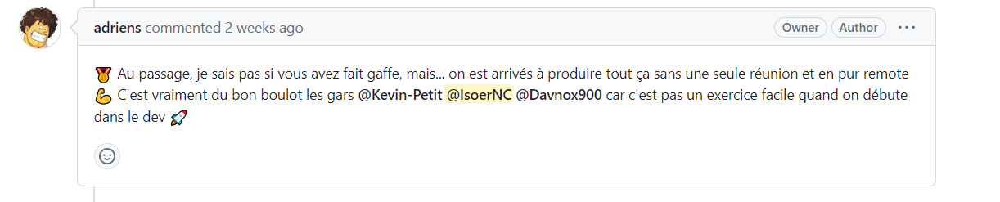 adriens commented 2 weeks ago Owner Author
🏅 Au passage, je sais pas si vous avez fait gaffe, mais... on est arrivés à produire tout ça sans une seule réunion et en pur remote
💪 C'est vraiment du bon boulot les gars @Kevin-Petit @IsoerNC @Davnox900 car c'est pas un exercice facile quand on débute
dans le dev 🚀